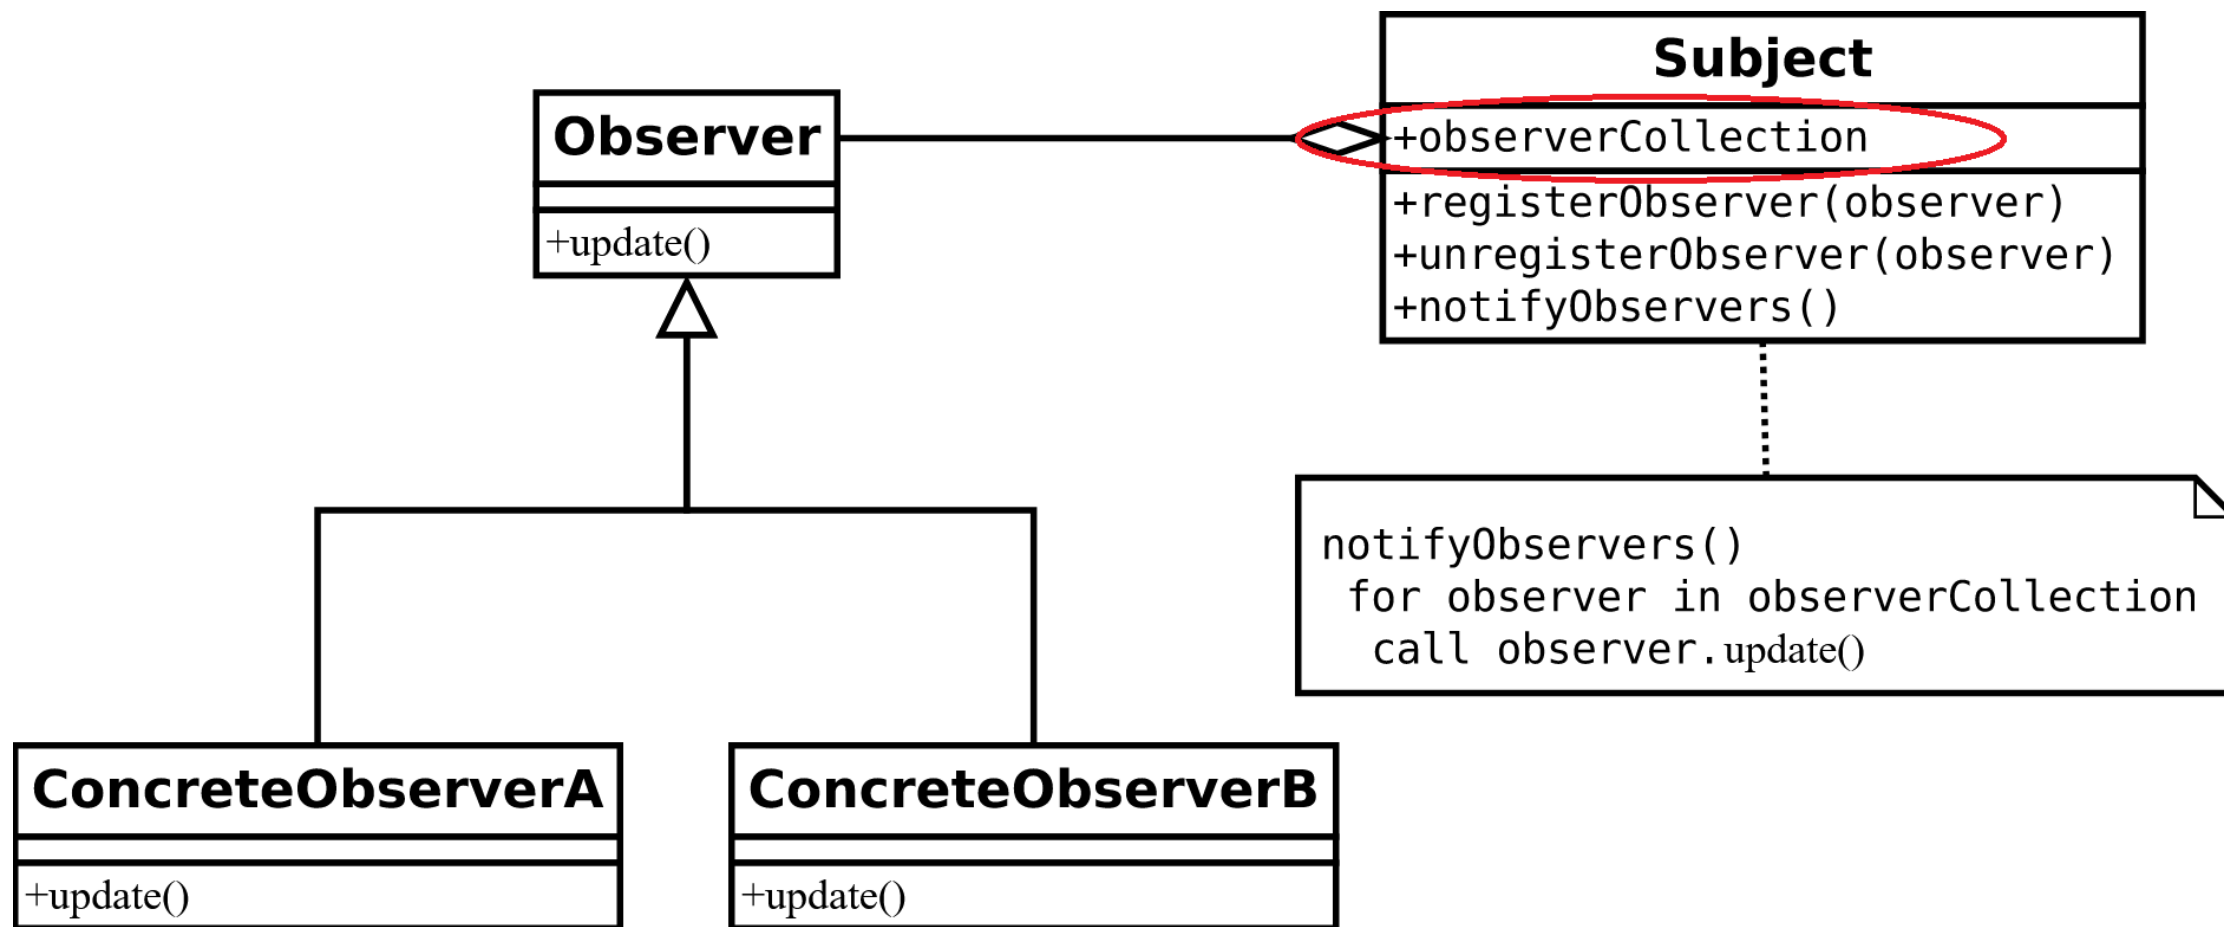 Subject
+observerCollection
+registerObserver(observer)
+unregisterObserver(observer)
+notifyObservers()
Observer
+update()
notifyObservers()
for observer in observerCollection
call observer.update()
ConcreteObserverA
+update()
ConcreteObserverB
+update()